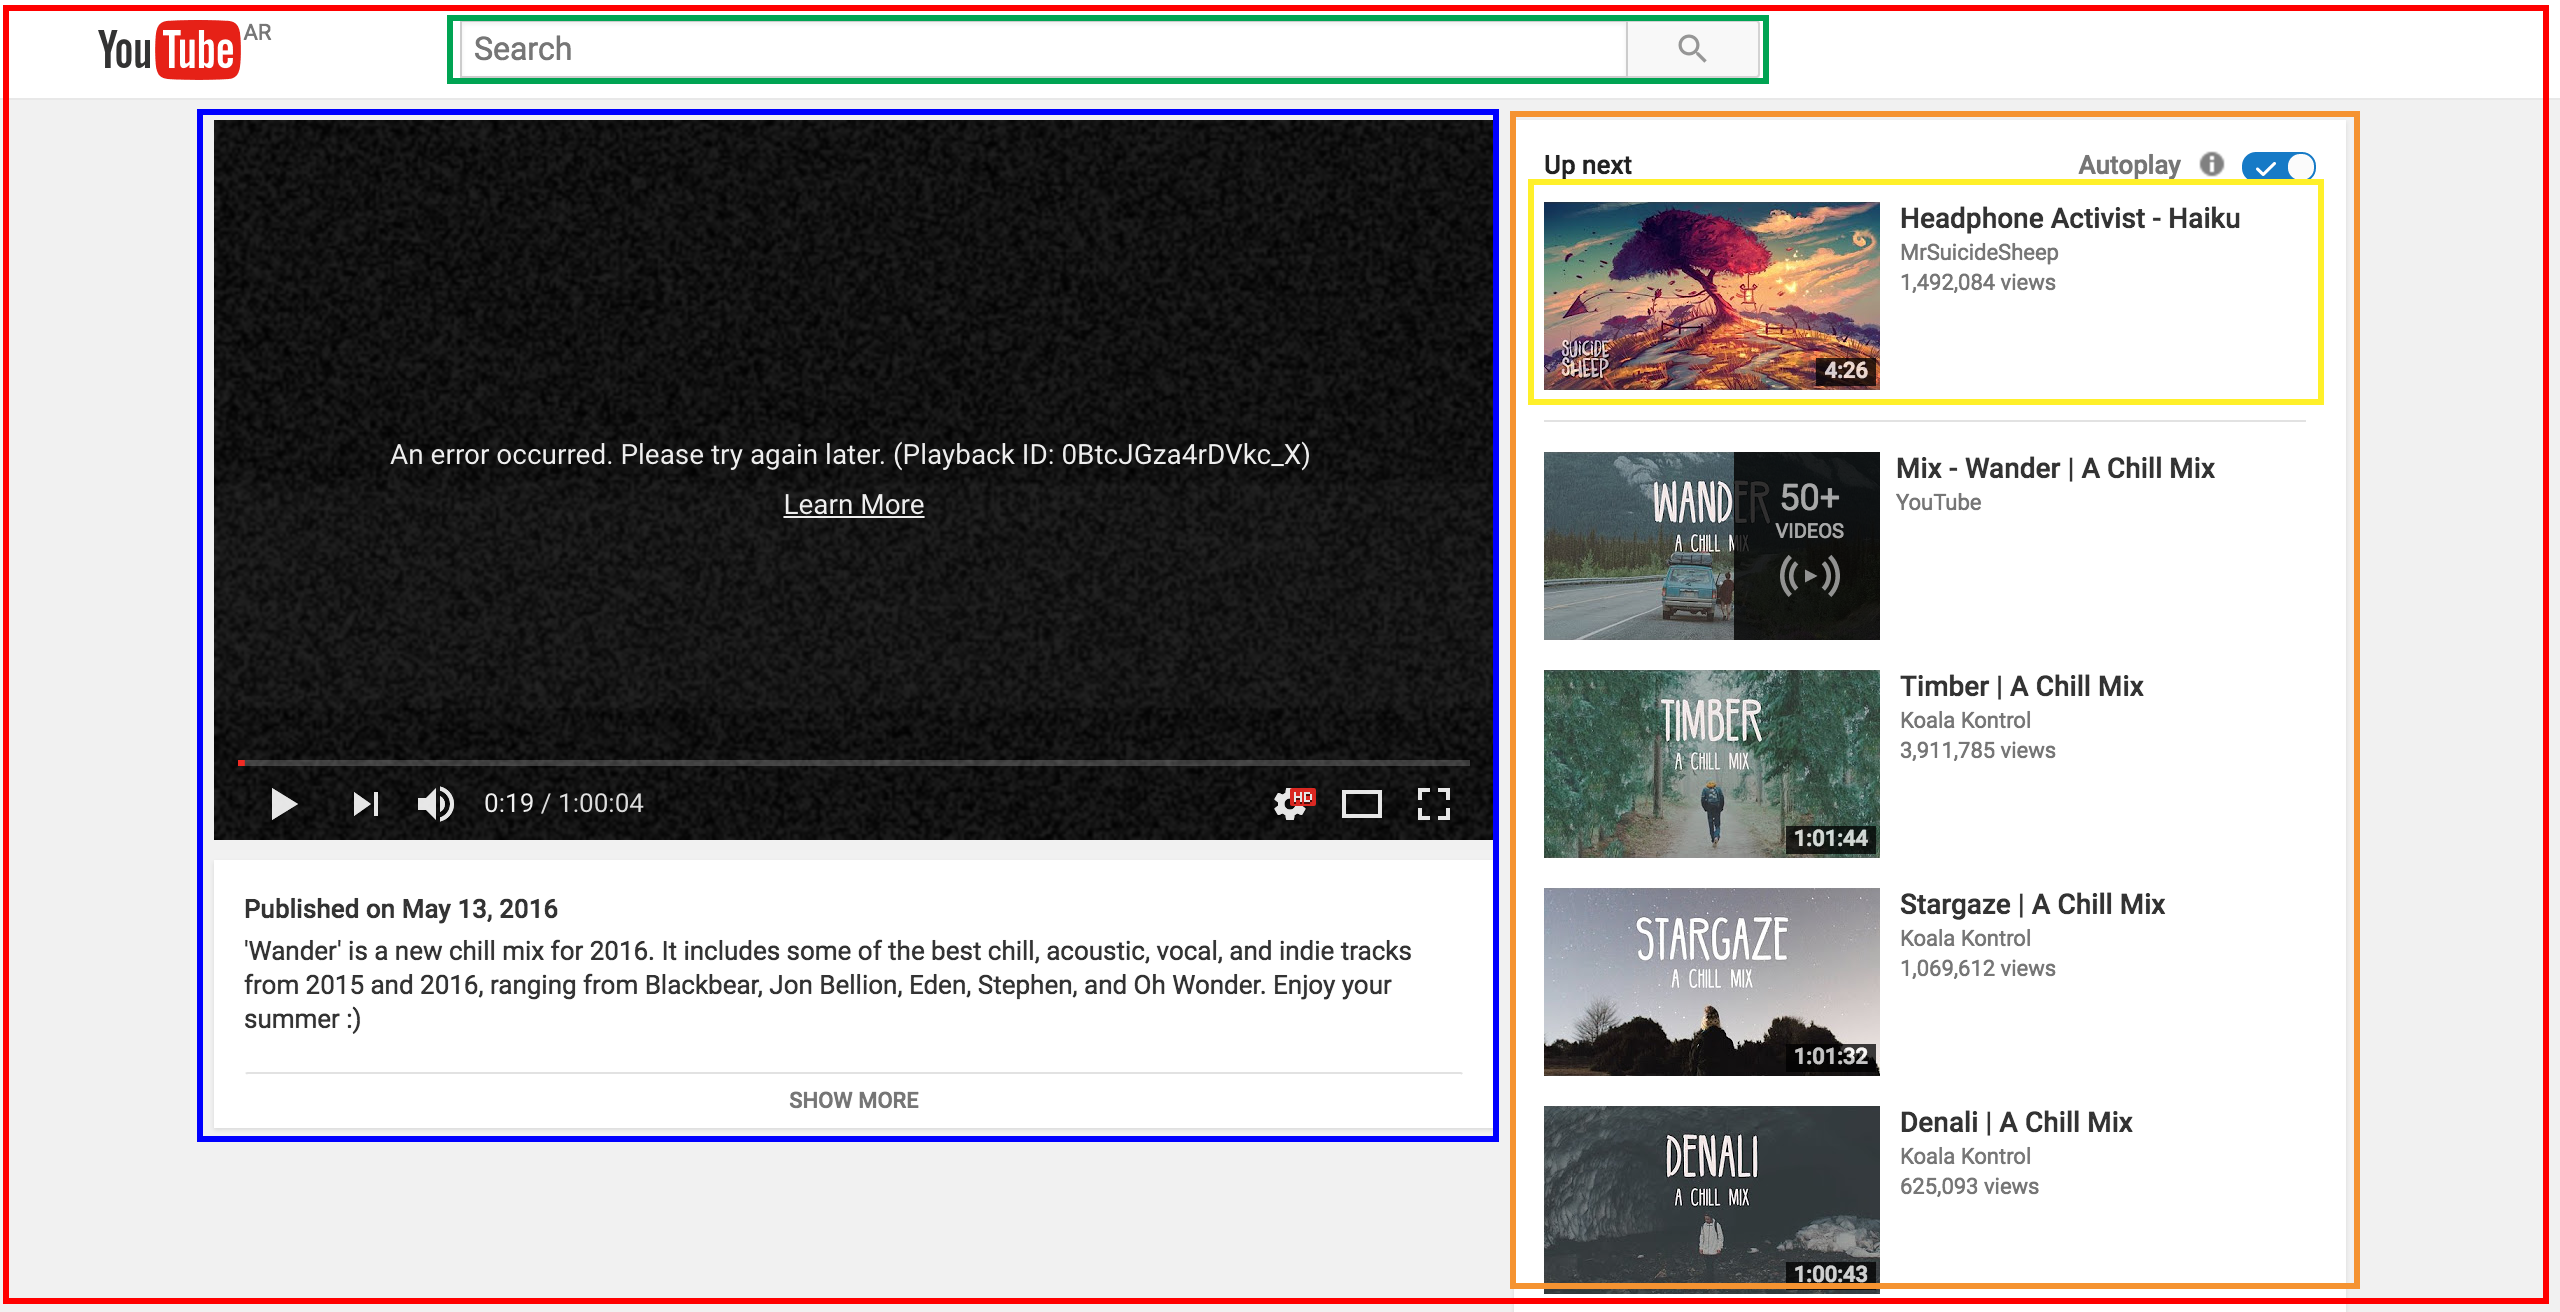 YouTube AR
Search
An error occurred. Please try again later. (Playback ID: 0BtcJGza4rDVkc_X)
Learn More
HD
0:19 / 1:00:04
Published on May 13, 2016
'Wander' is a new chill mix for 2016. It includes some of the best chill, acoustic, vocal, and indie tracks
from 2015 and 2016, ranging from Blackbear, Jon Bellion, Eden, Stephen, and Oh Wonder. Enjoy your
summer :)
SHOW MORE
Up next
Autoplay
SUICIDE
SHEEP
4:26
Headphone Activist - Haiku
MrSuicideSheep
1,492,084 views
WANDER
A CHILL MIX
50+
VIDEOS
Mix - Wander | A Chill Mix
YouTube
TIMBER
A CHILL MIX
1:01:44
Timber | A Chill Mix
Koala Kontrol
3,911,785 views
STARGAZE
A CHILL MIX
1:01:32
Stargaze | A Chill Mix
Koala Kontrol
1,069,612 views
DENALI
A CHILL MIX
1:00:43
Denali | A Chill Mix
Koala Kontrol
625,093 views